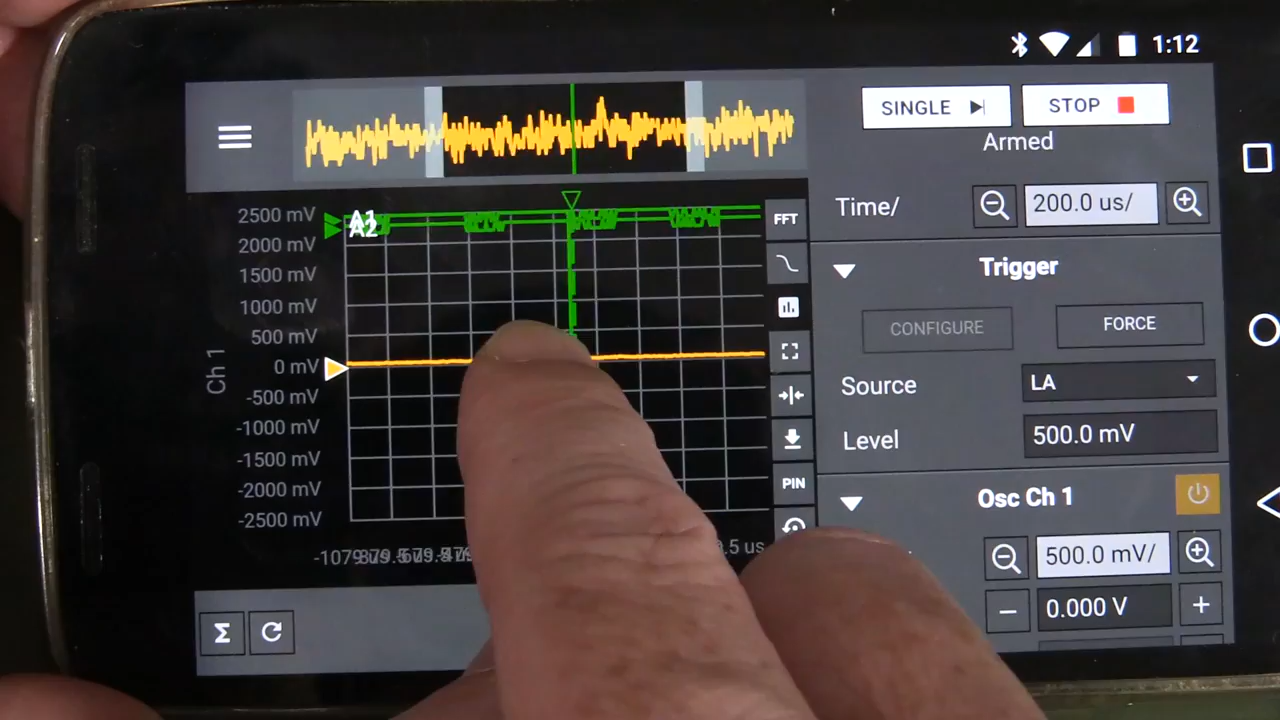 1:12
SINGLE
STOP
Armed
Time/
200.0 us/
2500 mV
A1
A2
2000 mV
1500 mV
1000 mV
500 mV
0 mV
-500 mV
-1000 mV
-1500 mV
-2000 mV
-2500 mV
Ch 1
FFT
PIN
Trigger
CONFIGURE
FORCE
Source
LA
Level
500.0 mV
Osc Ch 1
500.0 mV/
0.000 V
Σ